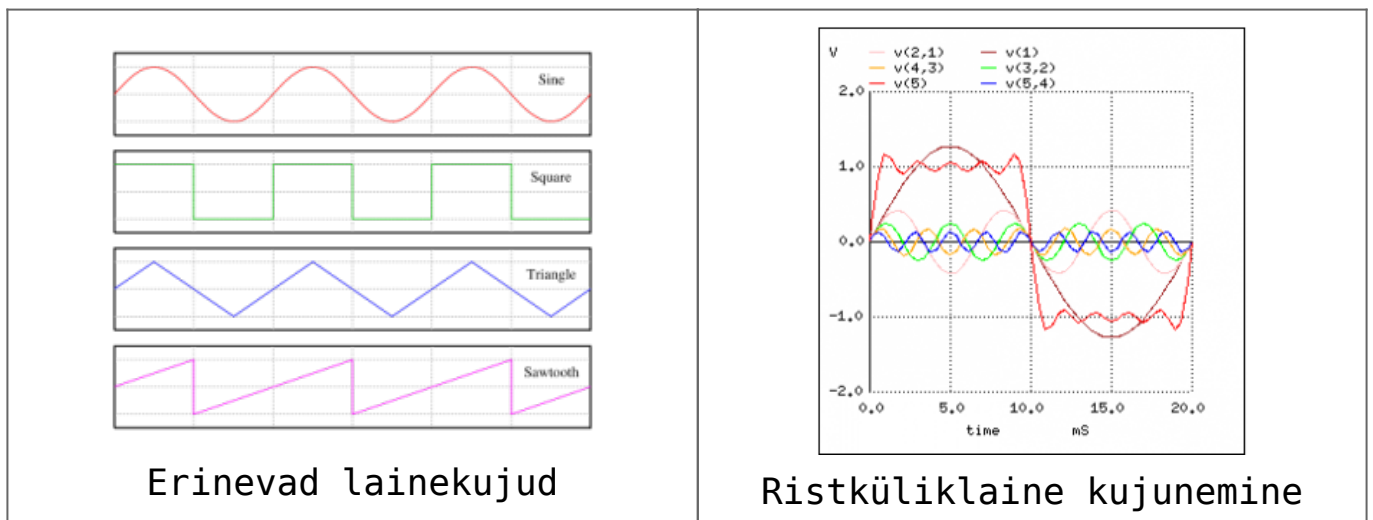 Sine
Square
Triangle
Sawtooth
Erinevad lainekujud
V v(2,1) v(1)
v(4,3) v(3,2)
v(5) v(5,4)
2.0
1.0
0.0
-1.0
-2.0
0.0 5.0 10.0 15.0 20.0
time mS
Ristküliklaine kujunemine